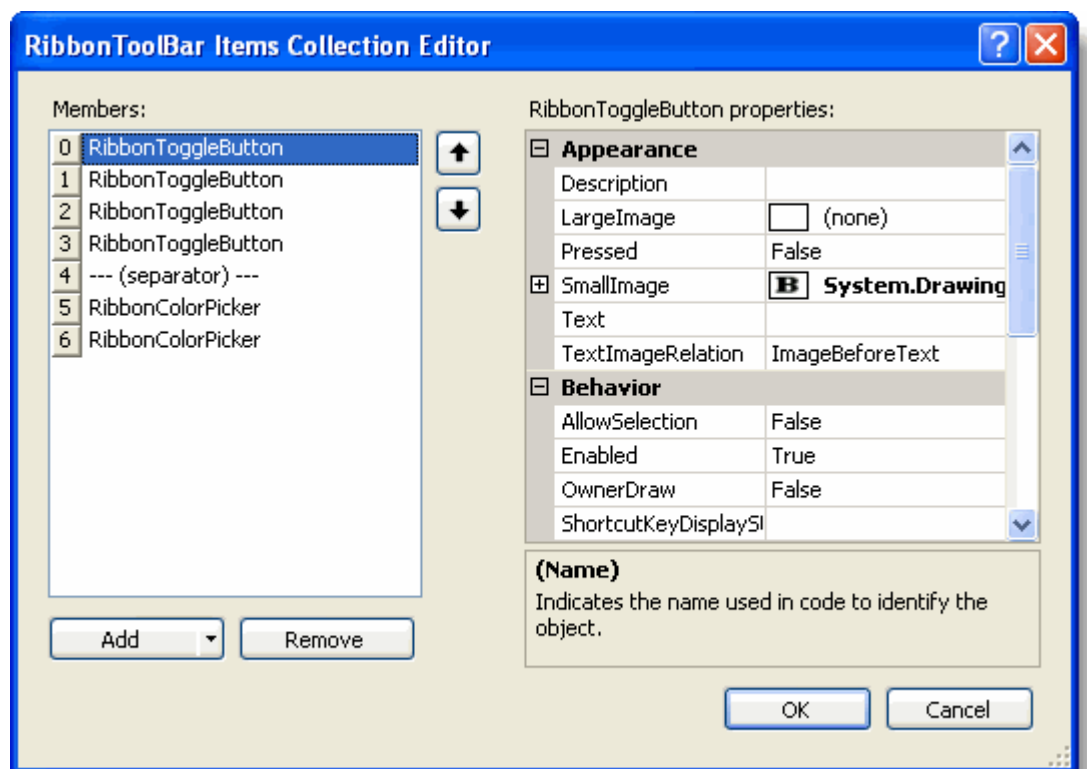 RibbonToolBar Items Collection Editor
Members:
0 RibbonToggleButton
1 RibbonToggleButton
2 RibbonToggleButton
3 RibbonToggleButton
4 --- (separator) ---
5 RibbonColorPicker
6 RibbonColorPicker
Add
Remove
RibbonToggleButton properties:
Appearance
Description
LargeImage (none)
Pressed False
SmallImage B System.Drawing
Text
TextImageRelation ImageBeforeText
Behavior
AllowSelection False
Enabled True
OwnerDraw False
ShortcutKeyDisplaySt
(Name)
Indicates the name used in code to identify the
object.
OK
Cancel